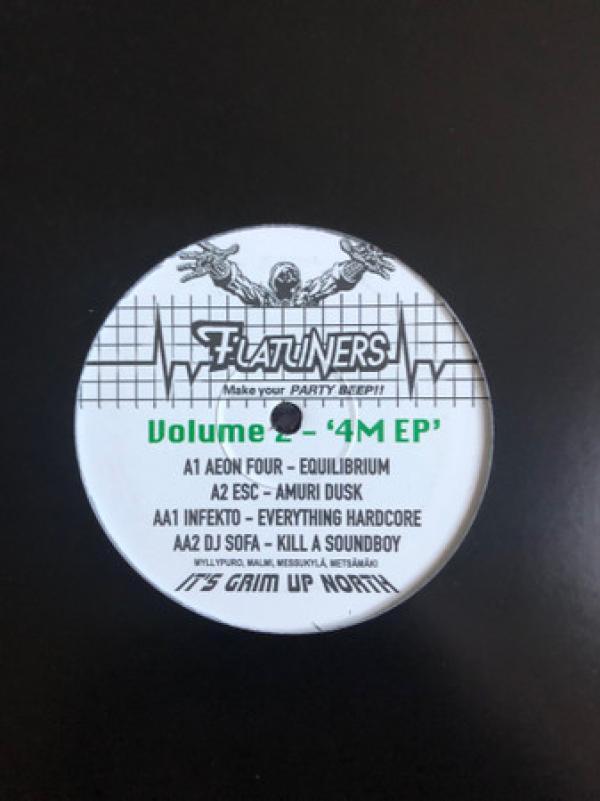 FLATLINERS
Make your PARTY BEEP!!
Volume 2 - '4M EP'
A1 AEON FOUR – EQUILIBRIUM
A2 ESC – AMURI DUSK
AA1 INFEKTO – EVERYTHING HARDCORE
AA2 DJ SOFA – KILL A SOUNDBOY
MYLLYPURO, MALMI, MESSUKYLÄ, METSÄMÄKI
IT'S GRIM UP NORTH